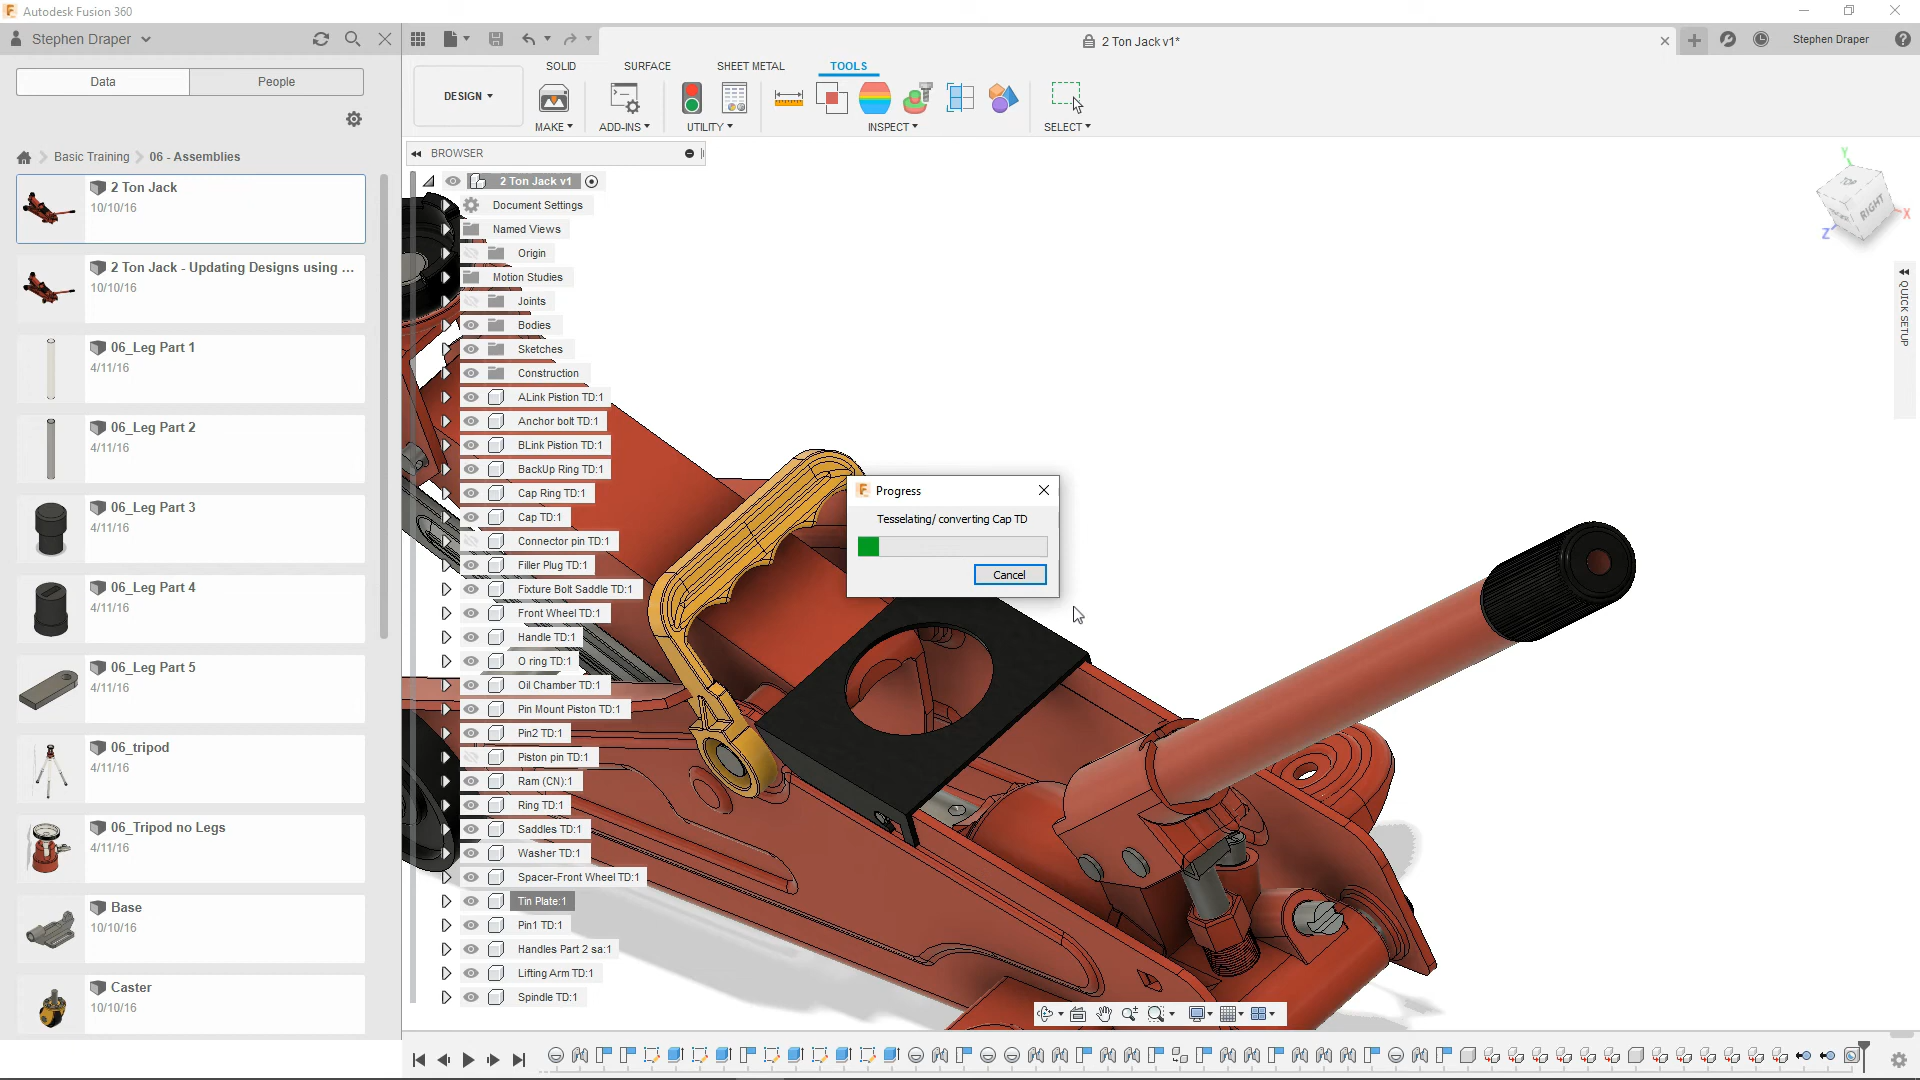 Autodesk Fusion 360
Stephen Draper
2 Ton Jack v1*
Stephen Draper
Data
People
Basic Training
06 - Assemblies
2 Ton Jack
10/10/16
2 Ton Jack - Updating Designs using ...
10/10/16
06_Leg Part 1
4/11/16
06_Leg Part 2
4/11/16
06_Leg Part 3
4/11/16
06_Leg Part 4
4/11/16
06_Leg Part 5
4/11/16
06_tripod
4/11/16
06_Tripod no Legs
4/11/16
Base
10/10/16
Caster
10/10/16
SOLID
SURFACE
SHEET METAL
TOOLS
DESIGN
MAKE
ADD-INS
UTILITY
INSPECT
SELECT
BROWSER
2 Ton Jack v1
Document Settings
Named Views
Origin
Motion Studies
Joints
Bodies
Sketches
Construction
ALink Pistion TD:1
Anchor bolt TD:1
BLink Pistion TD:1
BackUp Ring TD:1
Cap Ring TD:1
Cap TD:1
Connector pin TD:1
Filler Plug TD:1
Fixture Bolt Saddle TD:1
Front Wheel TD:1
Handle TD:1
O ring TD:1
Oil Chamber TD:1
Pin Mount Piston TD:1
Pin2 TD:1
Piston pin TD:1
Ram (CN):1
Ring TD:1
Saddles TD:1
Washer TD:1
Spacer-Front Wheel TD:1
Tin Plate:1
Pin1 TD:1
Handles Part 2 sa:1
Lifting Arm TD:1
Spindle TD:1
Progress
Tesselating/ converting Cap TD
Cancel
Y
RIGHT
X
Z
QUICK SETUP